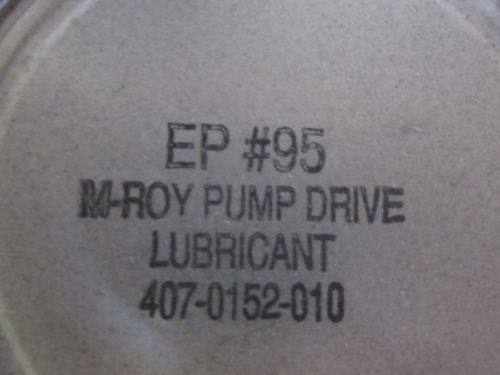 EP #95
M-ROY PUMP DRIVE
LUBRICANT
407-0152-010